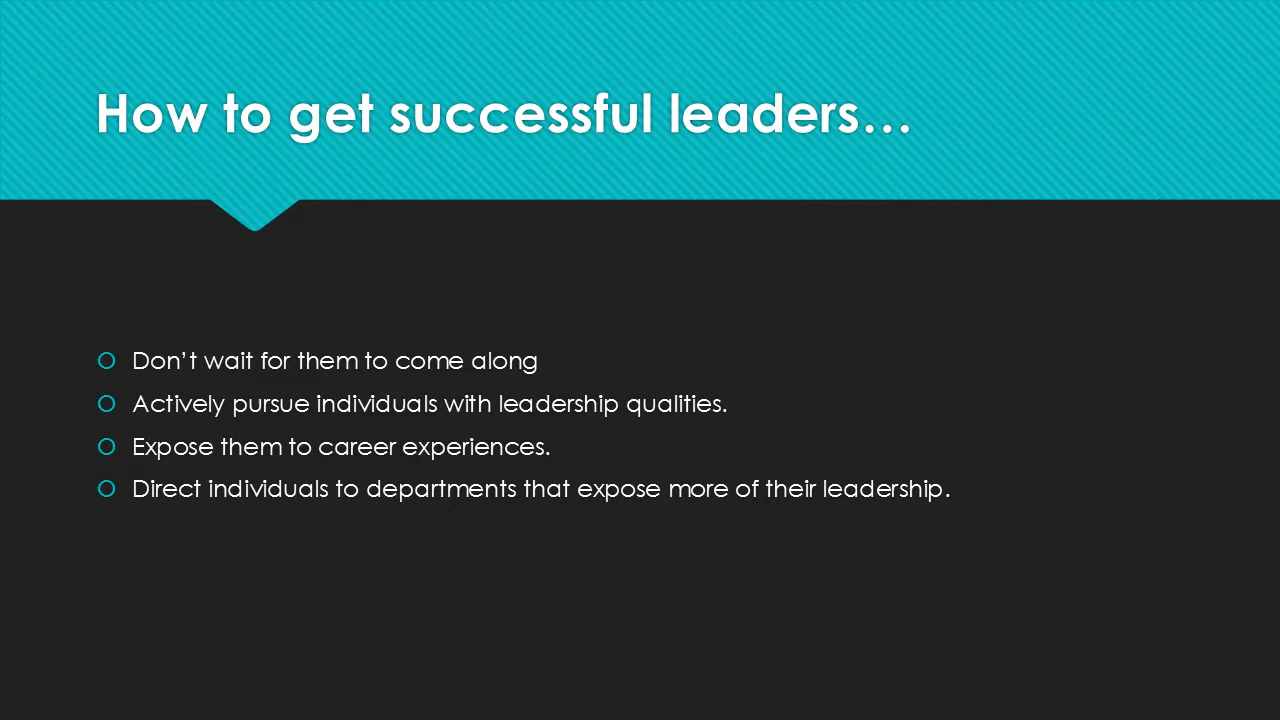 How to get successful leaders…
Don’t wait for them to come along
Actively pursue individuals with leadership qualities.
Expose them to career experiences.
Direct individuals to departments that expose more of their leadership.